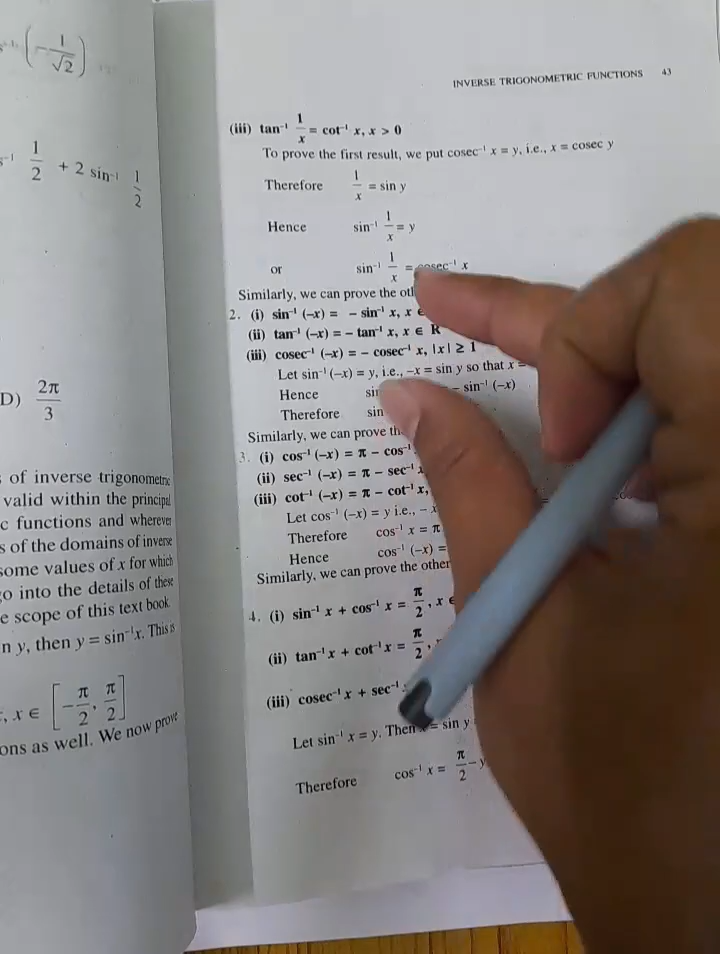 (-1/√2)
1/2 + 2 sin⁻¹ 1/2
D) 2π/3
of inverse trigonometric
valid within the principal
c functions and wherever
s of the domains of inverse
some values of x for which
go into the details of these
e scope of this text book.
n y, then y = sin⁻¹x. This is
, x ∈ [-π/2, π/2]
ons as well. We now prove
INVERSE TRIGONOMETRIC FUNCTIONS 43
(iii) tan⁻¹ 1/x = cot⁻¹ x, x > 0
To prove the first result, we put cosec⁻¹ x = y, i.e., x = cosec y
Therefore 1/x = sin y
Hence sin⁻¹ 1/x = y
or sin⁻¹ 1/x = cosec⁻¹ x
Similarly, we can prove the
2. (i) sin⁻¹ (–x) = – sin⁻¹ x, x
(ii) tan⁻¹ (–x) = – tan⁻¹ x, x ∈ R
(iii) cosec⁻¹ (–x) = – cosec⁻¹ x, |x| ≥ 1
Let sin⁻¹ (–x) = y, i.e., –x = sin y so that x =
Hence – sin⁻¹ (–x)
Therefore sin
Similarly, we can prove
3. (i) cos⁻¹ (–x) = π – cos⁻¹
(ii) sec⁻¹ (–x) = π – sec⁻¹
(iii) cot⁻¹ (–x) = π – cot⁻¹ x,
Let cos⁻¹ (–x) = y i.e., – x
Therefore cos⁻¹ x = π
Hence cos⁻¹ (–x) =
Similarly, we can prove the other
4. (i) sin⁻¹ x + cos⁻¹ x = π/2, x ∈
(ii) tan⁻¹ x + cot⁻¹ x = π/2,
(iii) cosec⁻¹ x + sec⁻¹
Let sin⁻¹ x = y. Then x = sin y
Therefore cos⁻¹ x = π/2 – y